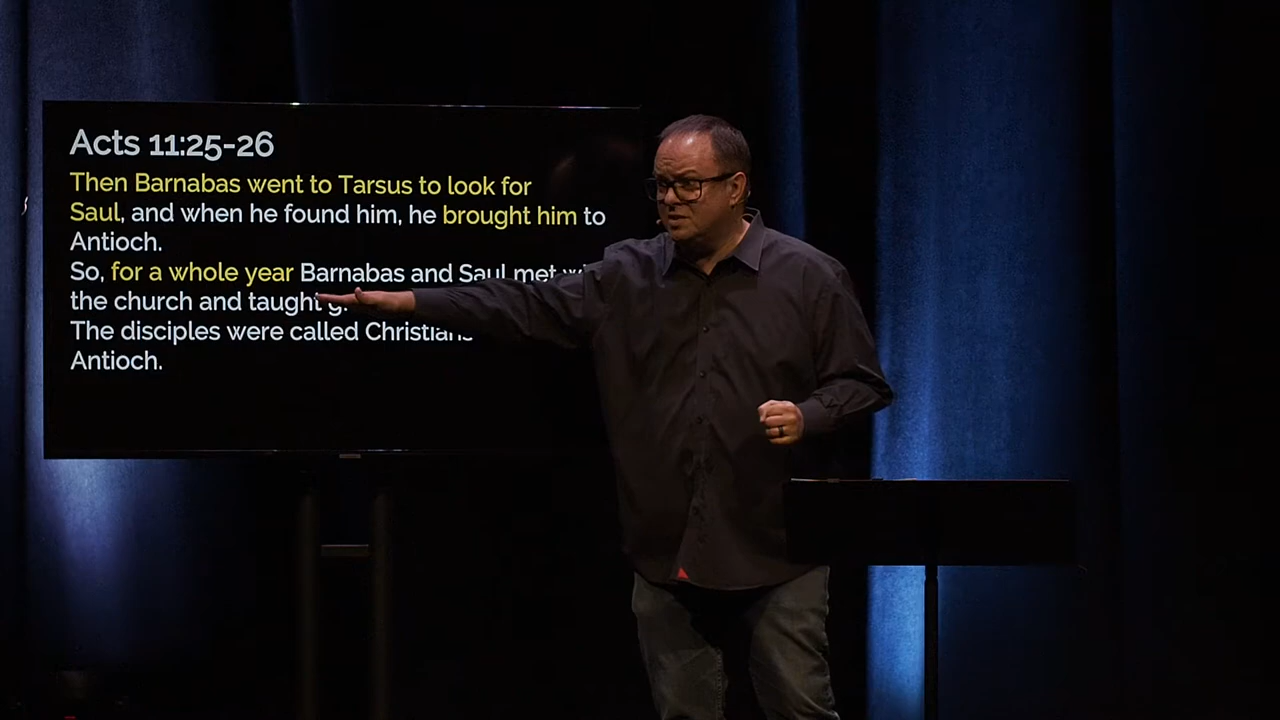 Acts 11:25-26
Then Barnabas went to Tarsus to look for
Saul, and when he found him, he brought him to
Antioch.
So, for a whole year Barnabas and Saul met
the church and taught
The disciples were called Christians
Antioch.